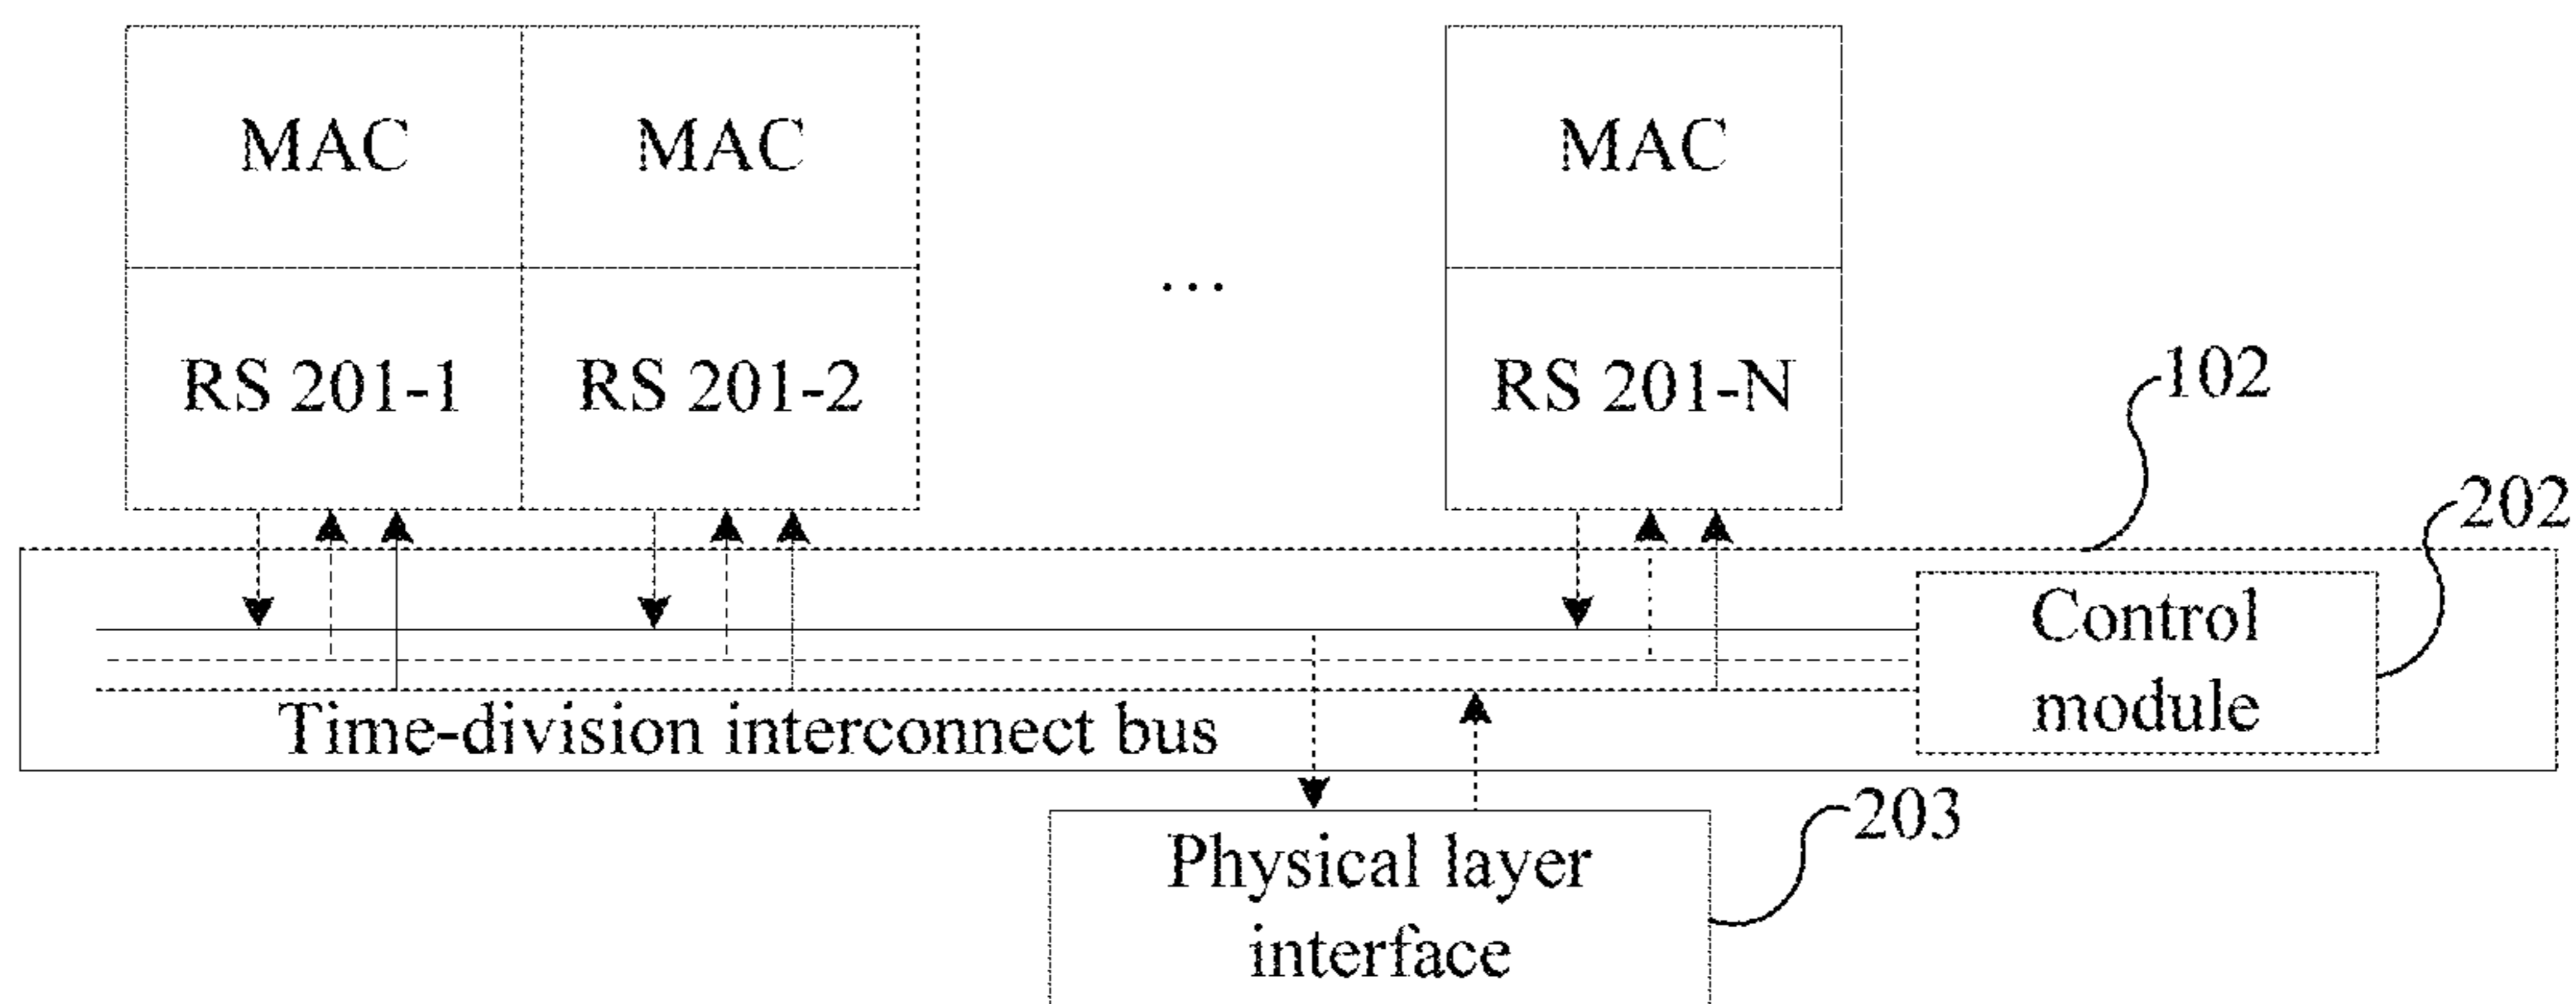 MAC MAC MAC
...
RS 201-1 RS 201-2 RS 201-N
102
202
Control
module
Time-division interconnect bus
203
Physical layer
interface